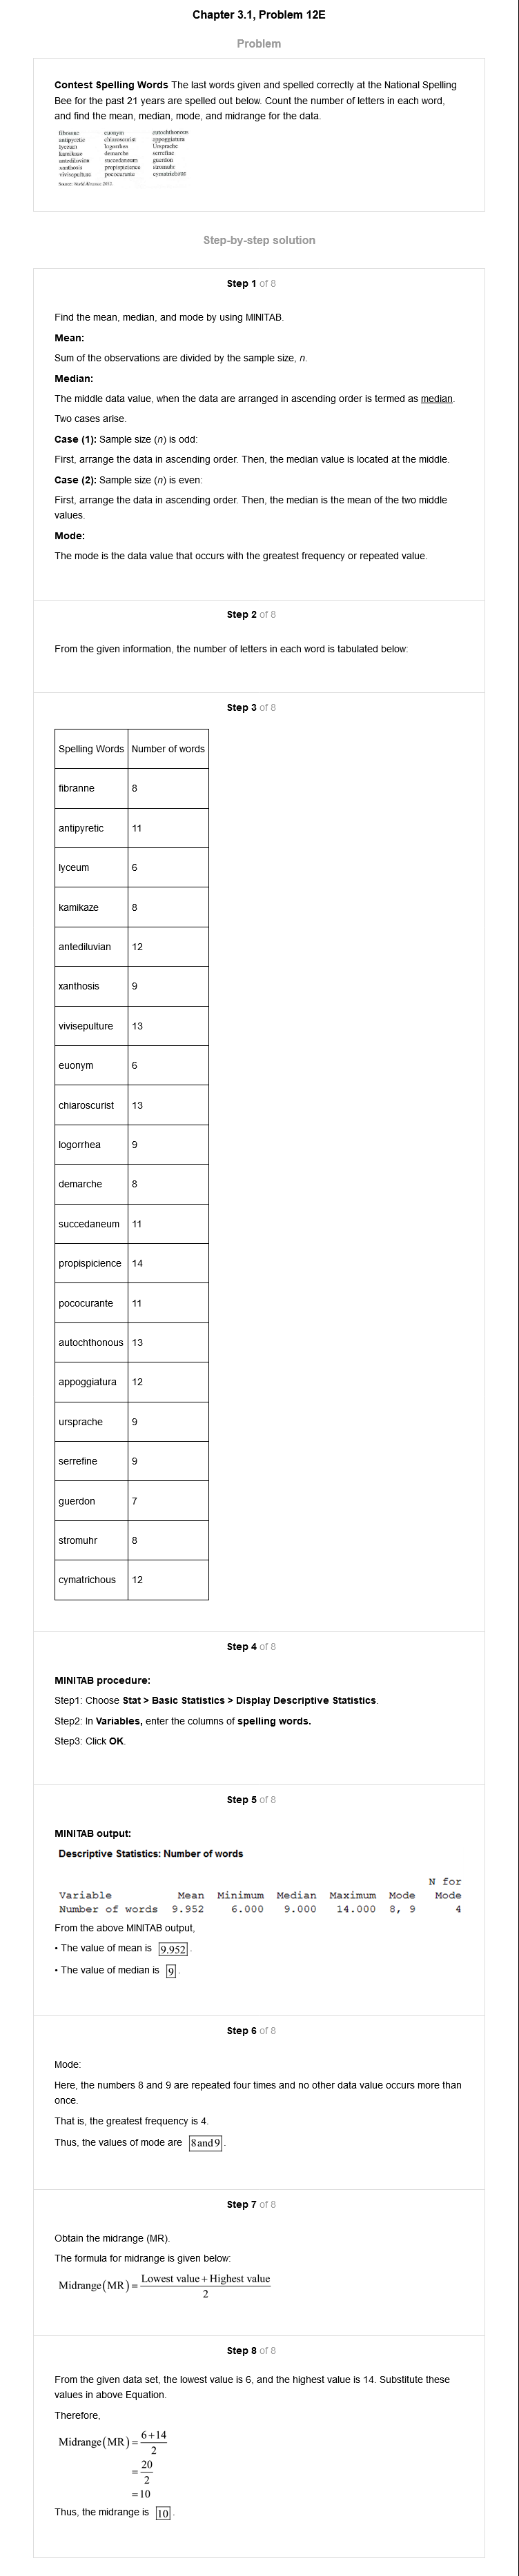 Chapter 3.1, Problem 12E
Problem
Contest Spelling Words The last words given and spelled correctly at the National Spelling
Bee for the past 21 years are spelled out below. Count the number of letters in each word,
and find the mean, median, mode, and midrange for the data.
fibranne euonym autochthonous
antipyretic chiaroscurist appoggiatura
lyceum logorrhea Ursprache
kamikaze demarche serrefine
antediluvian succedaneum guerdon
xanthosis propispicience stromuhr
vivisepulture pococurante cymotrichous
Source: World Almanac 2012.
Step-by-step solution
Step 1 of 8
Find the mean, median, and mode by using MINITAB.
Mean:
Sum of the observations are divided by the sample size, n.
Median:
The middle data value, when the data are arranged in ascending order is termed as median.
Two cases arise.
Case (1): Sample size (n) is odd:
First, arrange the data in ascending order. Then, the median value is located at the middle.
Case (2): Sample size (n) is even:
First, arrange the data in ascending order. Then, the median is the mean of the two middle
values.
Mode:
The mode is the data value that occurs with the greatest frequency or repeated value.
Step 2 of 8
From the given information, the number of letters in each word is tabulated below:
Step 3 of 8
Spelling Words Number of words
fibranne 8
antipyretic 11
lyceum 6
kamikaze 8
antediluvian 12
xanthosis 9
vivisepulture 13
euonym 6
chiaroscurist 13
logorrhea 9
demarche 8
succedaneum 11
propispicience 14
pococurante 11
autochthonous 13
appoggiatura 12
ursprache 9
serrefine 9
guerdon 7
stromuhr 8
cymatrichous 12
Step 4 of 8
MINITAB procedure:
Step1: Choose Stat > Basic Statistics > Display Descriptive Statistics.
Step2: In Variables, enter the columns of spelling words.
Step3: Click OK.
Step 5 of 8
MINITAB output:
Descriptive Statistics: Number of words
N for
Variable Mean Minimum Median Maximum Mode Mode
Number of words 9.952 6.000 9.000 14.000 8, 9 4
From the above MINITAB output,
• The value of mean is 9.952.
• The value of median is 9.
Step 6 of 8
Mode:
Here, the numbers 8 and 9 are repeated four times and no other data value occurs more than
once.
That is, the greatest frequency is 4.
Thus, the values of mode are 8 and 9.
Step 7 of 8
Obtain the midrange (MR).
The formula for midrange is given below:
Midrange(MR) = Lowest value + Highest value
2
Step 8 of 8
From the given data set, the lowest value is 6, and the highest value is 14. Substitute these
values in above Equation.
Therefore,
Midrange(MR) = 6+14
2
= 20
2
= 10
Thus, the midrange is 10.